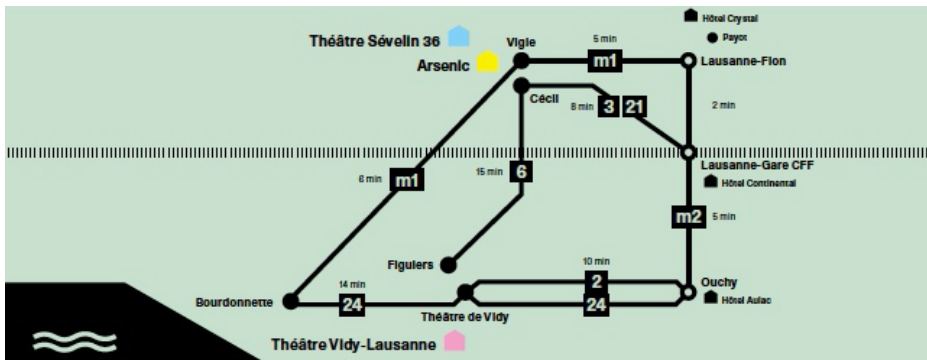 Hôtel Crystal
Payot
Théâtre Sévelin 36
Vigie
5 min
m1
Lausanne-Flon
Arsenic
Cécil
8 min
3
21
2 min
Lausanne-Gare CFF
Hôtel Continental
6 min
m1
15 min
6
m2
5 min
Figuiers
10 min
2
Ouchy
Hôtel Aulac
14 min
Bourdonnette
24
24
Théâtre de Vidy
Théâtre Vidy-Lausanne